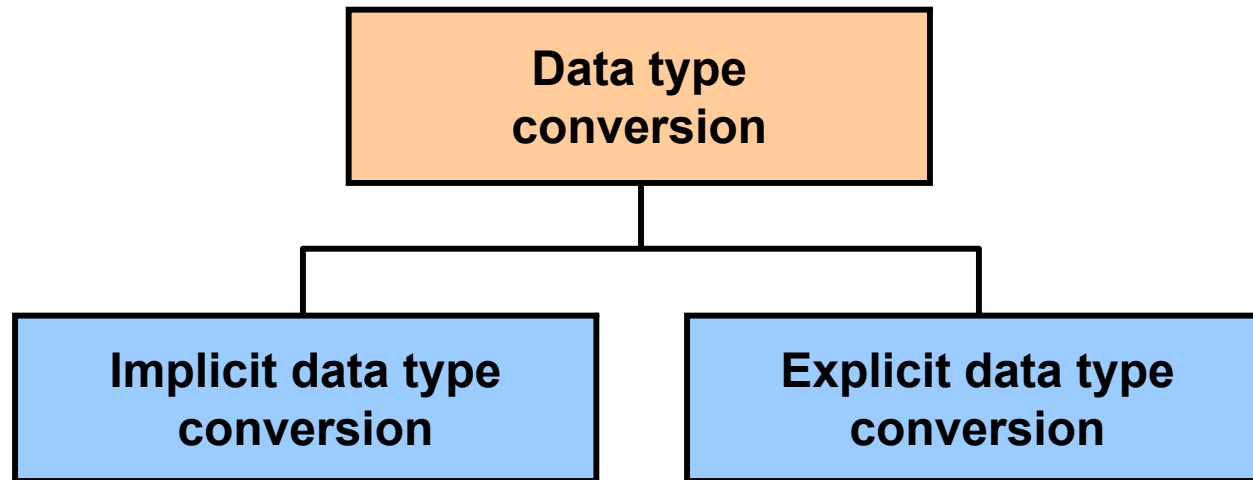 Data type
conversion
Implicit data type
conversion
Explicit data type
conversion